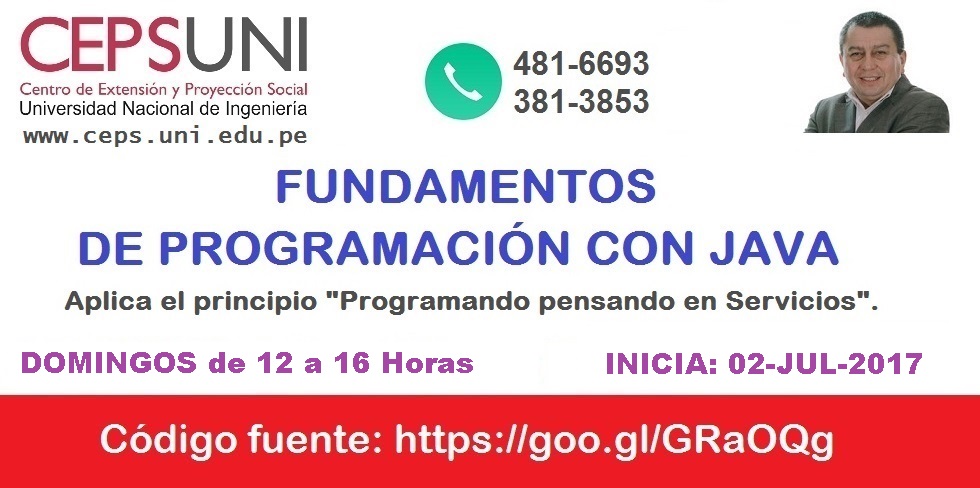 CEPSUNI
Centro de Extensión y Proyección Social
Universidad Nacional de Ingeniería
www.ceps.uni.edu.pe
481-6693
381-3853
FUNDAMENTOS
DE PROGRAMACIÓN CON JAVA
Aplica el principio "Programando pensando en Servicios".
DOMINGOS de 12 a 16 Horas
INICIA: 02-JUL-2017
Código fuente: https://goo.gl/GRaOQg